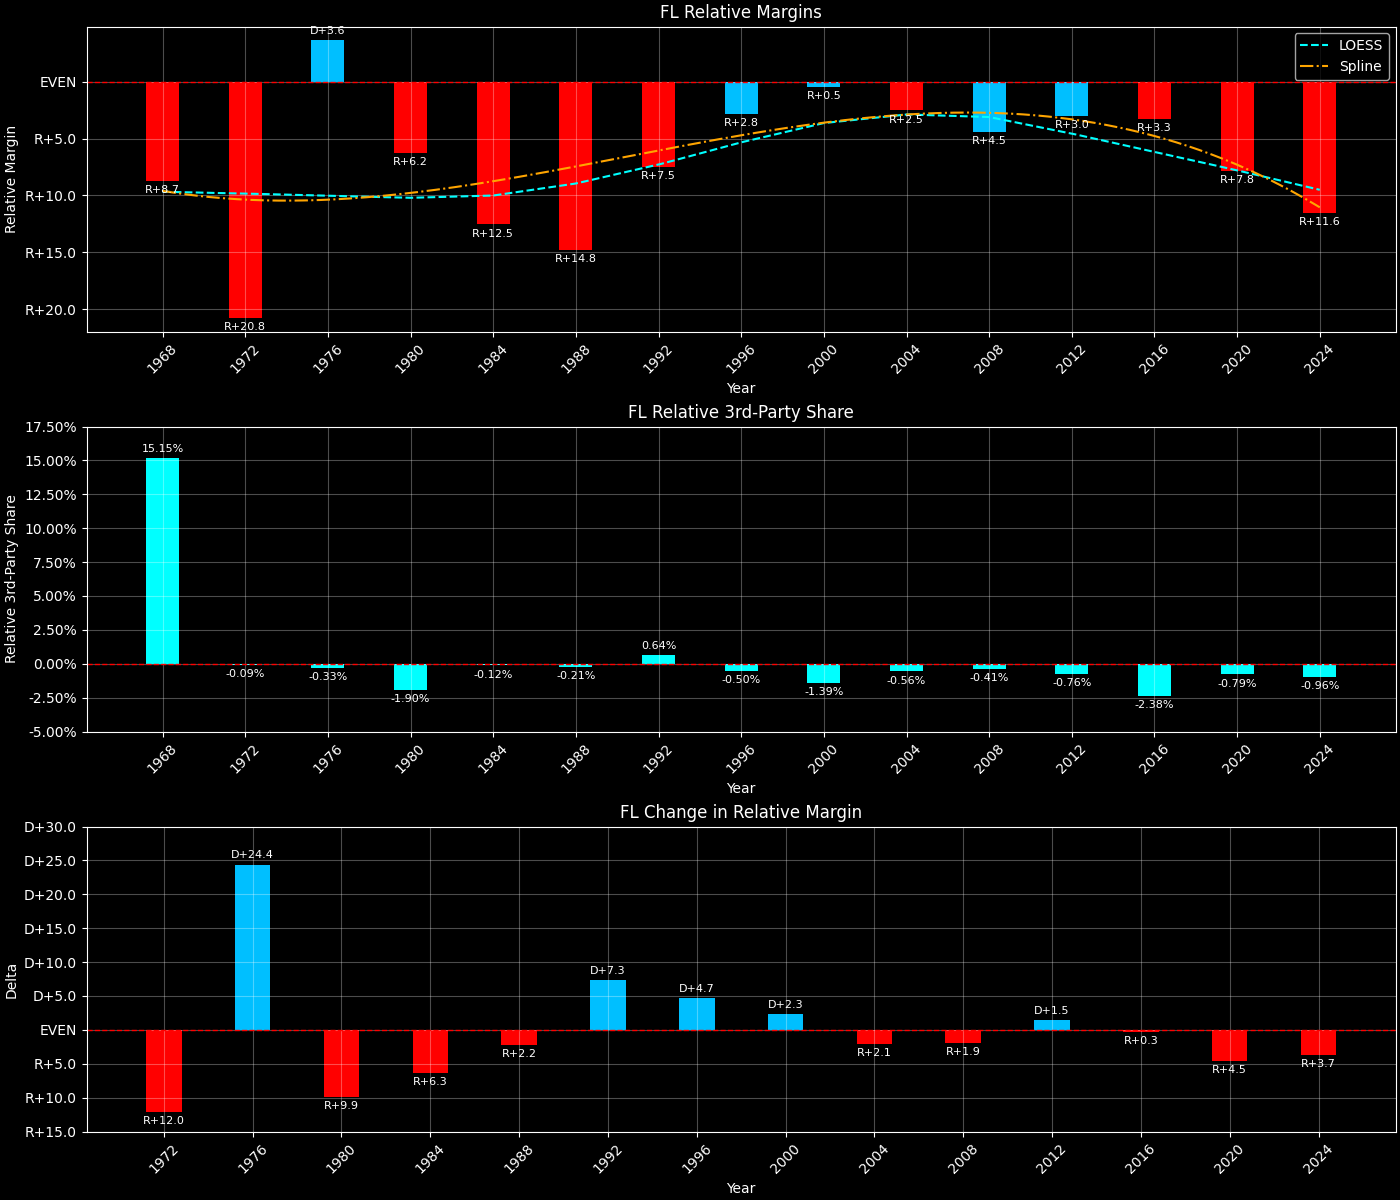 FL Relative Margins
Relative Margin
EVEN
R+5.0
R+10.0
R+15.0
R+20.0
LOESS
Spline
R+8.7
R+20.8
D+3.6
R+6.2
R+12.5
R+14.8
R+7.5
R+2.8
R+0.5
R+2.5
R+4.5
R+3.0
R+3.3
R+7.8
R+11.6
1968
1972
1976
1980
1984
1988
1992
1996
2000
2004
2008
2012
2016
2020
2024
Year
FL Relative 3rd-Party Share
Relative 3rd-Party Share
17.50%
15.00%
12.50%
10.00%
7.50%
5.00%
2.50%
0.00%
-2.50%
-5.00%
15.15%
-0.09%
-0.33%
-1.90%
-0.12%
-0.21%
0.64%
-0.50%
-1.39%
-0.56%
-0.41%
-0.76%
-2.38%
-0.79%
-0.96%
1968
1972
1976
1980
1984
1988
1992
1996
2000
2004
2008
2012
2016
2020
2024
Year
FL Change in Relative Margin
Delta
D+30.0
D+25.0
D+20.0
D+15.0
D+10.0
D+5.0
EVEN
R+5.0
R+10.0
R+15.0
R+12.0
D+24.4
R+9.9
R+6.3
R+2.2
D+7.3
D+4.7
D+2.3
R+2.1
R+1.9
D+1.5
R+0.3
R+4.5
R+3.7
1972
1976
1980
1984
1988
1992
1996
2000
2004
2008
2012
2016
2020
2024
Year